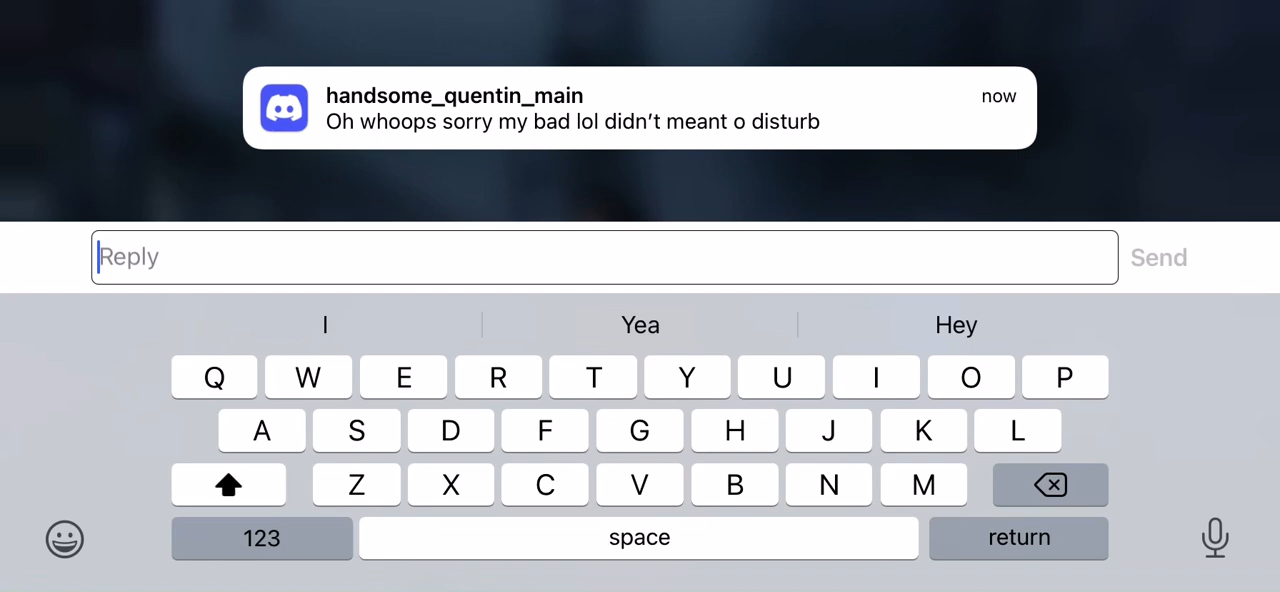 handsome_quentin_main now
Oh whoops sorry my bad lol didn’t meant o disturb
Reply Send
I Yea Hey
Q W E R T Y U I O P
A S D F G H J K L
Z X C V B N M
123 space return